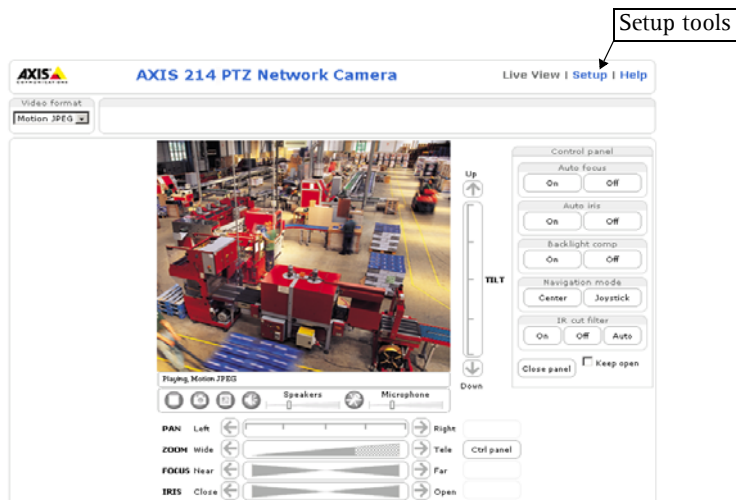 Setup tools
AXIS
COMMUNICATIONS
AXIS 214 PTZ Network Camera
Live View | Setup | Help
Video format
Motion JPEG
Control panel
Auto focus
On Off
Auto iris
On Off
Backlight comp
On Off
Navigation mode
Center Joystick
IR cut filter
On Off Auto
Close panel Keep open
Up
TILT
Down
Playing, Motion JPEG
Speakers Microphone
PAN Left Right
ZOOM Wide Tele Ctrl panel
FOCUS Near Far
IRIS Close Open